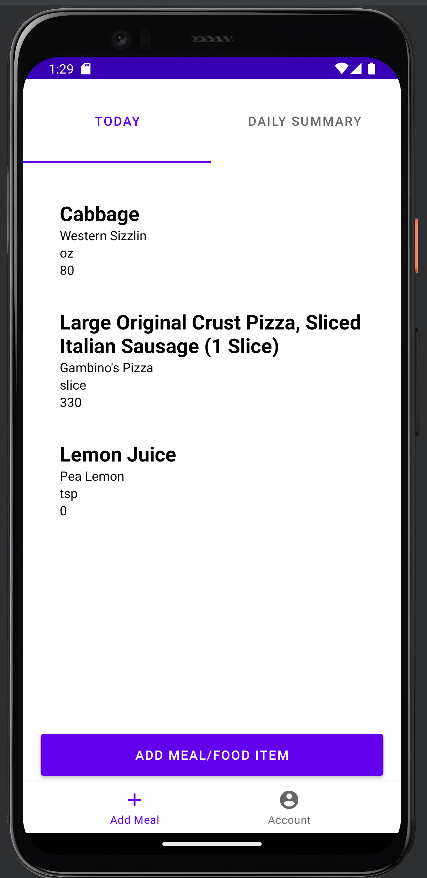 1:29
TODAY
DAILY SUMMARY
Cabbage
Western Sizzlin
oz
80
Large Original Crust Pizza, Sliced
Italian Sausage (1 Slice)
Gambino's Pizza
slice
330
Lemon Juice
Pea Lemon
tsp
0
ADD MEAL/FOOD ITEM
Add Meal
Account